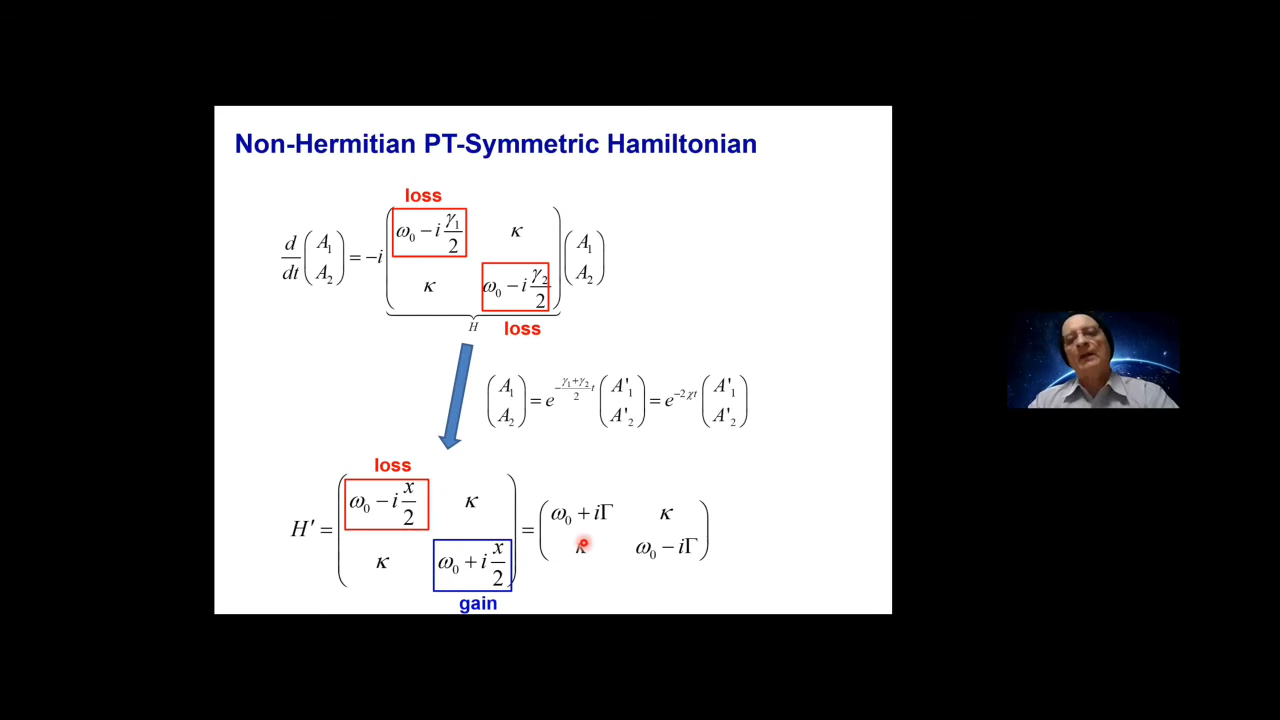 Non-Hermitian PT-Symmetric Hamiltonian
loss
d/dt (A₁ A₂) = −i (ω₀ − i γ₁/2 κ κ ω₀ − i γ₂/2) (A₁ A₂)
H
loss
(A₁ A₂) = e^{−(γ₁+γ₂)/2 t} (A'₁ A'₂) = e^{−2χt} (A'₁ A'₂)
loss
H′ = (ω₀ − i x/2 κ κ ω₀ + i x/2) = (ω₀ + iΓ κ κ ω₀ − iΓ)
gain